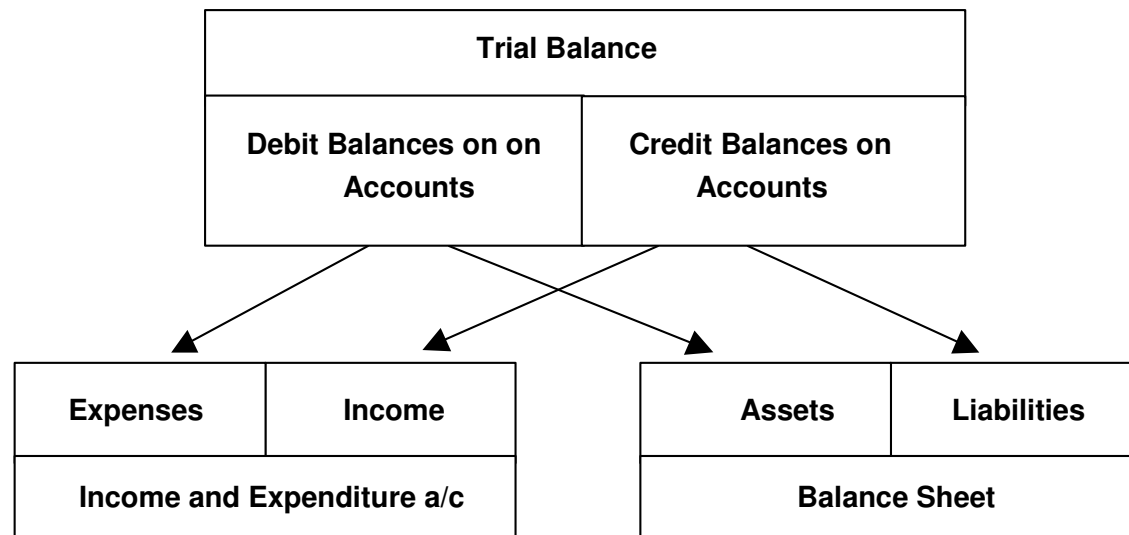 Trial Balance
Debit Balances on on
Accounts
Credit Balances on
Accounts
Expenses
Income
Assets
Liabilities
Income and Expenditure a/c
Balance Sheet